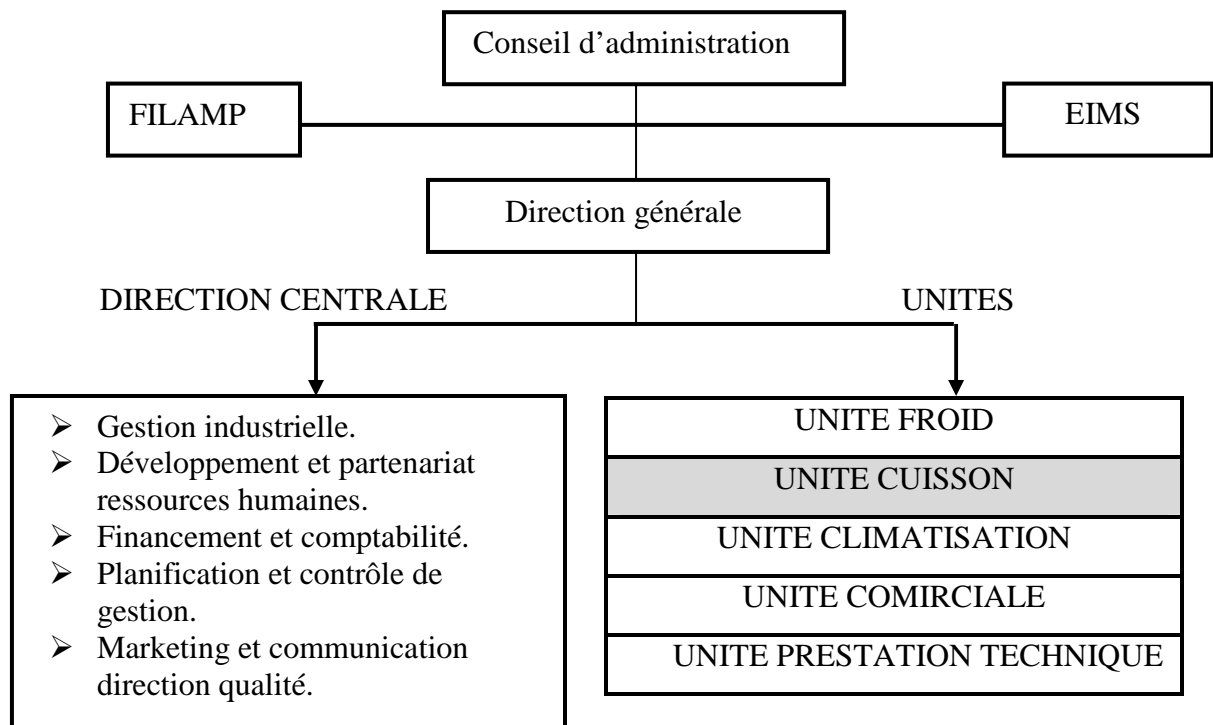 Conseil d’administration
FILAMP
EIMS
Direction générale
DIRECTION CENTRALE
UNITES
➢ Gestion industrielle.
➢ Développement et partenariat
ressources humaines.
➢ Financement et comptabilité.
➢ Planification et contrôle de
gestion.
➢ Marketing et communication
direction qualité.
UNITE FROID
UNITE CUISSON
UNITE CLIMATISATION
UNITE COMIRCIALE
UNITE PRESTATION TECHNIQUE